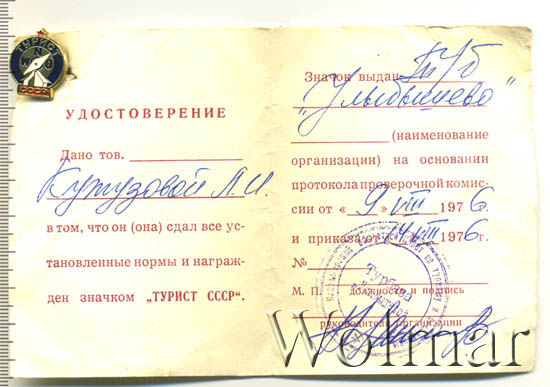 ТУРИСТ
N
W O
СССР
УДОСТОВЕРЕНИЕ
Дано тов.
Кужузовой Л.И.
в том, что он (она) сдал все ус-
тановленные нормы и награж-
ден значком „ТУРИСТ СССР“.
Значок выдан Т/б
„Улыбышево"
(наименование
организации) на основании
протокола проверочной комис-
сии от « 9 » VIII 1976 г.
и приказа от 14 VIII 1976 г.
№
Турбаза
М. П. должность и подпись
руководителя организации
Wolmar